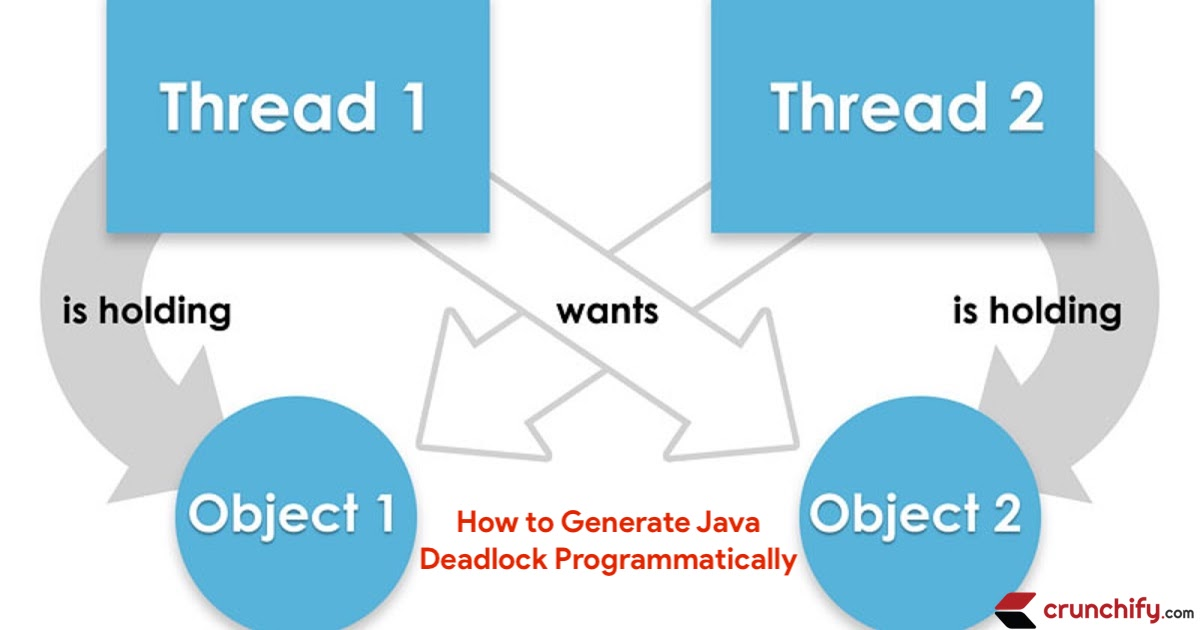 Thread 1
Thread 2
is holding
wants
is holding
Object 1
Object 2
How to Generate Java
Deadlock Programmatically
crunchify.com